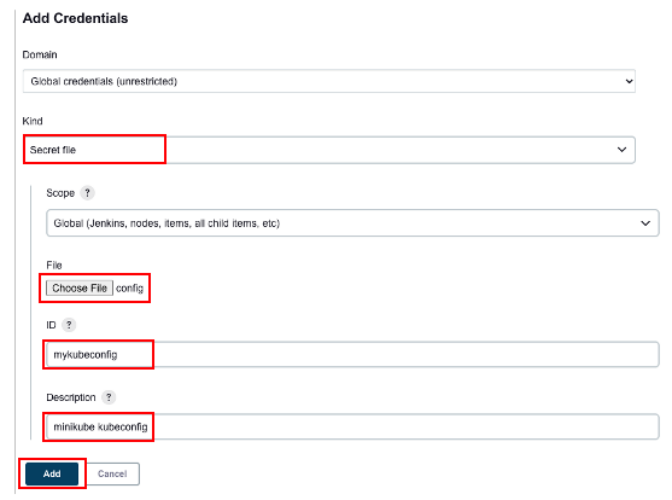 Add Credentials
Domain
Global credentials (unrestricted)
Kind
Secret file
Scope ?
Global (Jenkins, nodes, items, all child items, etc)
File
Choose File config
ID ?
mykubeconfig
Description ?
minikube kubeconfig
Add Cancel